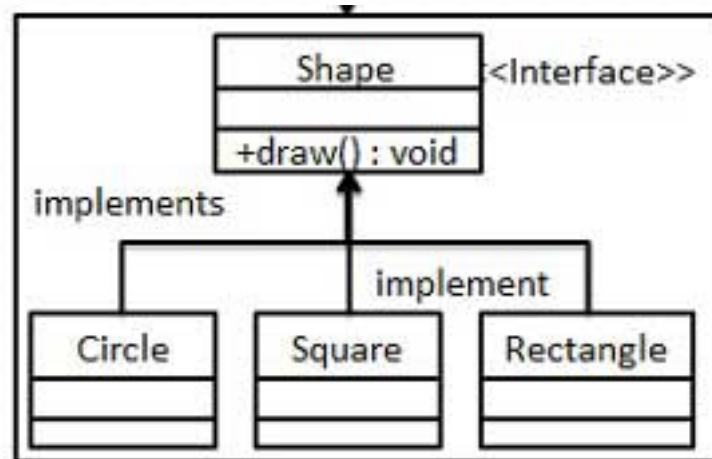 Shape
<<Interface>>
+draw() : void
implements
implement
Circle
Square
Rectangle